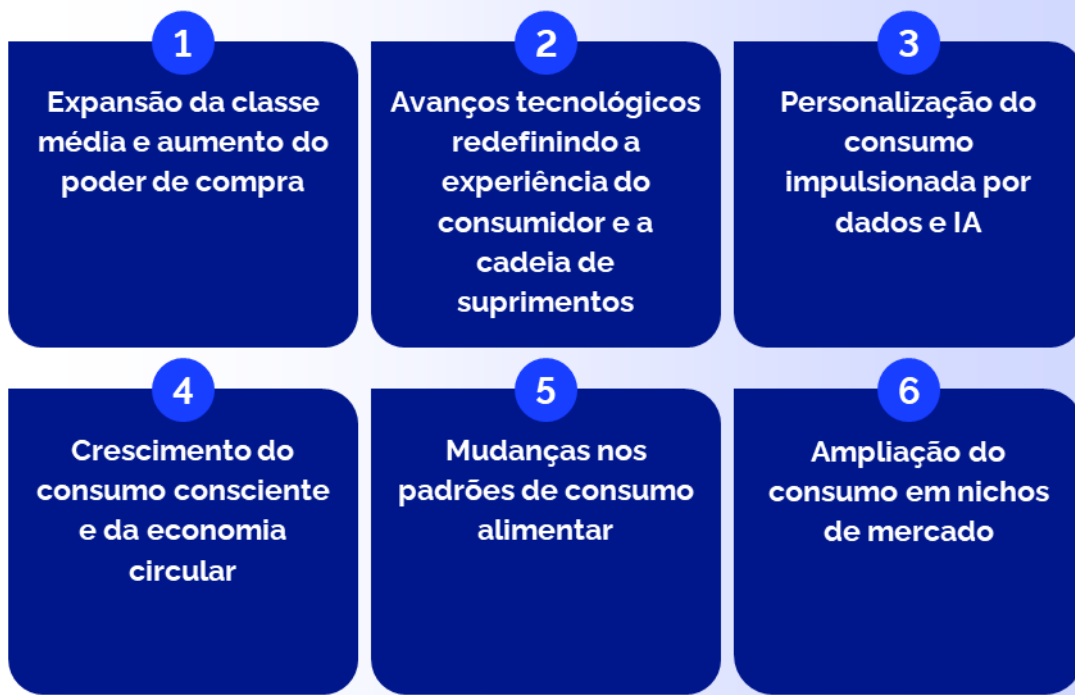 1
Expansão da classe
média e aumento do
poder de compra
2
Avanços tecnológicos
redefinindo a
experiência do
consumidor e a
cadeia de
suprimentos
3
Personalização do
consumo
impulsionada por
dados e IA
4
Crescimento do
consumo consciente
e da economia
circular
5
Mudanças nos
padrões de consumo
alimentar
6
Ampliação do
consumo em nichos
de mercado